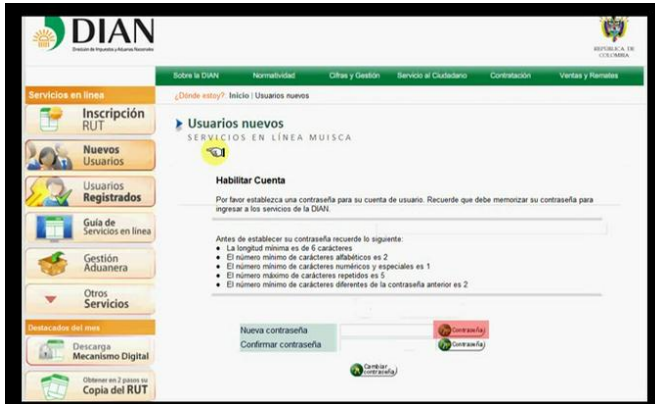 DIAN
Dirección de Impuestos y Aduanas Nacionales
REPÚBLICA DE
COLOMBIA
Sobre la DIAN Normatividad Cifras y Gestión Servicio al Ciudadano Contratación Ventas y Remates
Servicios en línea
¿Dónde estoy?: Inicio | Usuarios nuevos
Inscripción
RUT
Nuevos
Usuarios
Usuarios
Registrados
Guía de
Servicios en línea
Gestión
Aduanera
Otros
Servicios
Destacados del mes
Descarga
Mecanismo Digital
Obtener en 2 pasos su
Copia del RUT
Usuarios nuevos
SERVICIOS EN LÍNEA MUISCA
Habilitar Cuenta
Por favor establezca una contraseña para su cuenta de usuario. Recuerde que debe memorizar su contraseña para
ingresar a los servicios de la DIAN.
Antes de establecer su contraseña recuerde lo siguiente:
La longitud mínima es de 6 carácteres
El número mínimo de carácteres alfabéticos es 2
El número mínimo de carácteres numéricos y especiales es 1
El número máximo de carácteres repetidos es 5
El número mínimo de carácteres diferentes de la contraseña anterior es 2
Nueva contraseña Contraseña
Confirmar contraseña Contraseña
Cambiar
contraseña